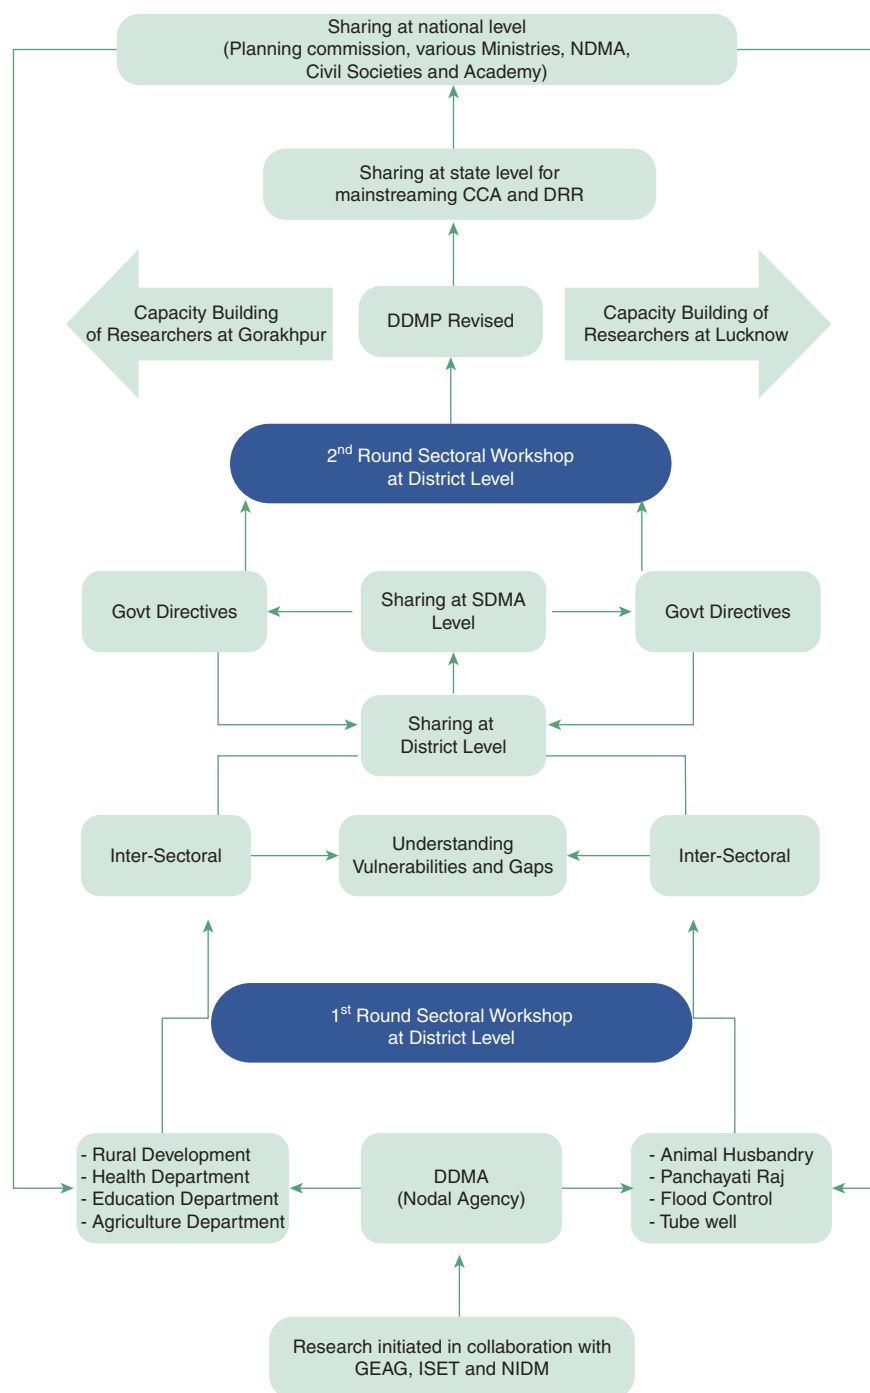 Sharing at national level
(Planning commission, various Ministries, NDMA,
Civil Societies and Academy)
Sharing at state level for
mainstreaming CCA and DRR
Capacity Building
of Researchers at Gorakhpur
DDMP Revised
Capacity Building of
Researchers at Lucknow
2nd Round Sectoral Workshop
at District Level
Govt Directives
Sharing at SDMA
Level
Govt Directives
Sharing at
District Level
Inter-Sectoral
Understanding
Vulnerabilities and Gaps
Inter-Sectoral
1st Round Sectoral Workshop
at District Level
- Rural Development
- Health Department
- Education Department
- Agriculture Department
DDMA
(Nodal Agency)
- Animal Husbandry
- Panchayati Raj
- Flood Control
- Tube well
Research initiated in collaboration with
GEAG, ISET and NIDM